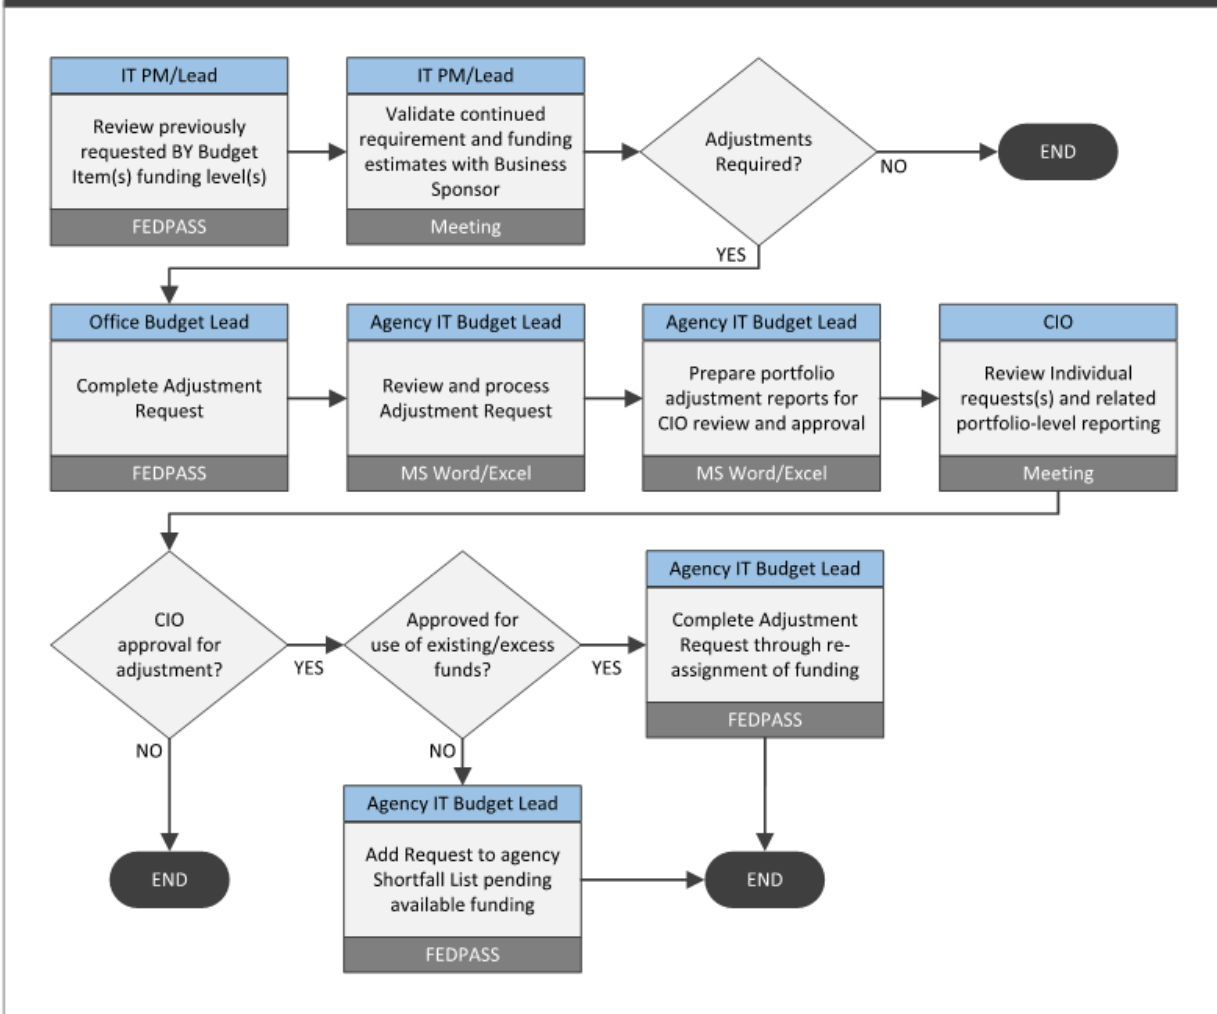 IT PM/Lead
Review previously
requested BY Budget
Item(s) funding level(s)
FEDPASS
IT PM/Lead
Validate continued
requirement and funding
estimates with Business
Sponsor
Meeting
Adjustments
Required?
NO
END
YES
Office Budget Lead
Complete Adjustment
Request
FEDPASS
Agency IT Budget Lead
Review and process
Adjustment Request
MS Word/Excel
Agency IT Budget Lead
Prepare portfolio
adjustment reports for
CIO review and approval
MS Word/Excel
CIO
Review Individual
requests(s) and related
portfolio-level reporting
Meeting
CIO
approval for
adjustment?
YES
NO
END
Approved for
use of existing/excess
funds?
YES
NO
Agency IT Budget Lead
Complete Adjustment
Request through re-
assignment of funding
FEDPASS
Agency IT Budget Lead
Add Request to agency
Shortfall List pending
available funding
FEDPASS
END